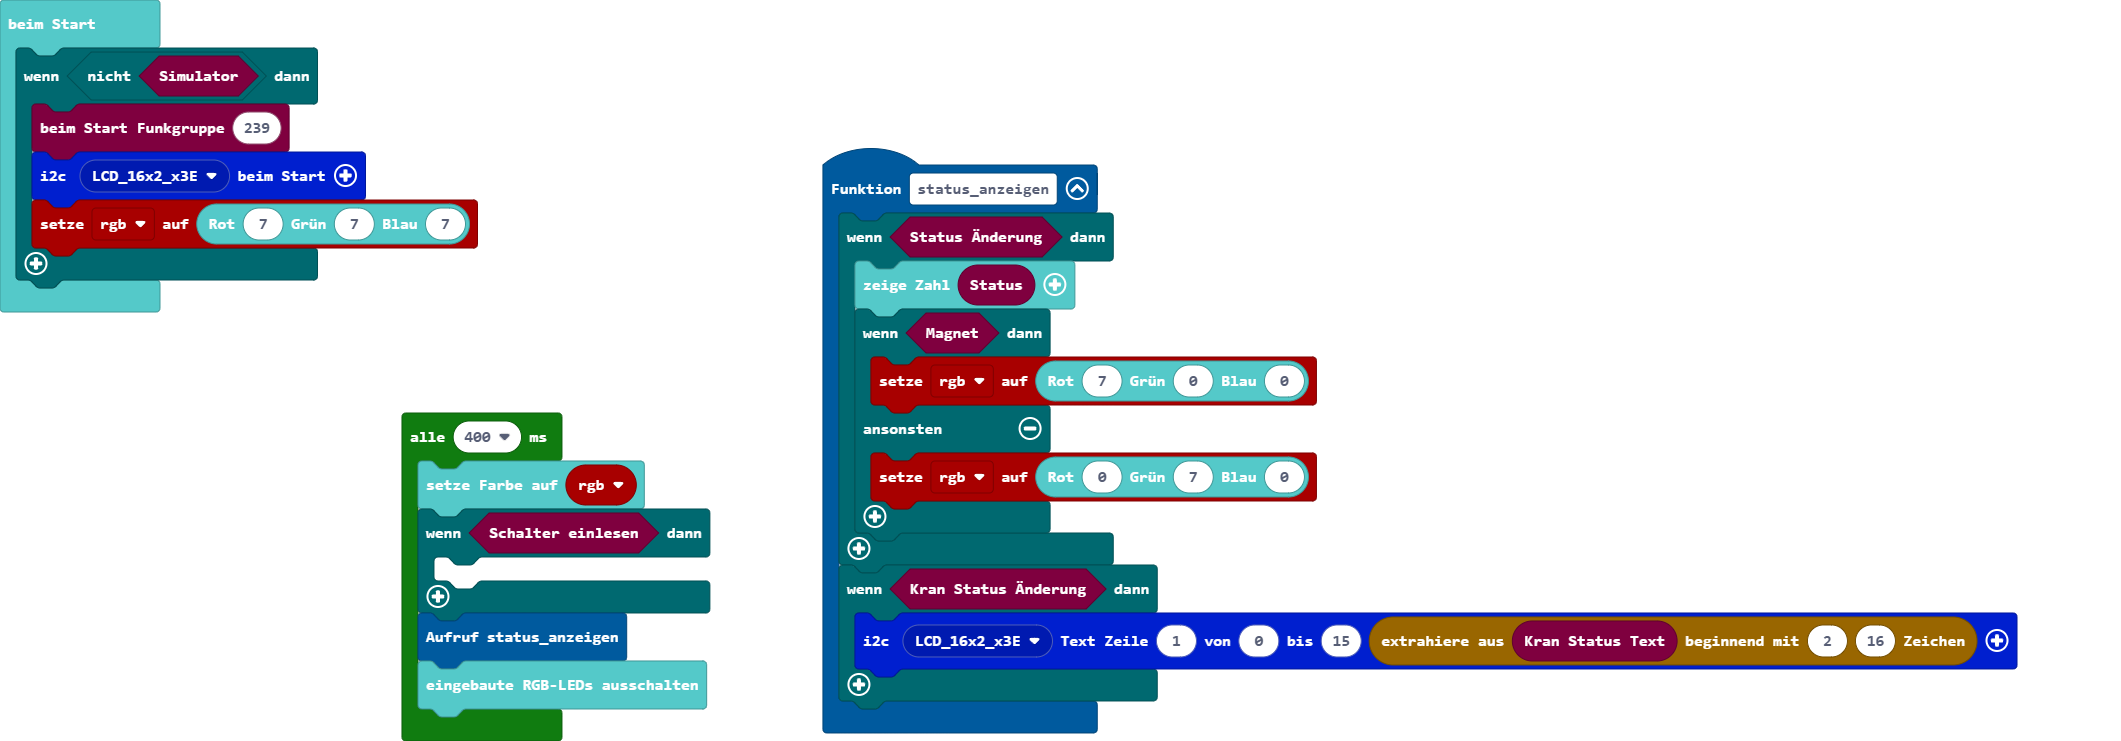 beim Start
wenn nicht Simulator dann
beim Start Funkgruppe 239
i2c LCD_16x2_x3E beim Start
setze rgb auf Rot 7 Grün 7 Blau 7
alle 400 ms
setze Farbe auf rgb
wenn Schalter einlesen dann
Aufruf status_anzeigen
eingebaute RGB-LEDs ausschalten
Funktion status_anzeigen
wenn Status Änderung dann
zeige Zahl Status
wenn Magnet dann
setze rgb auf Rot 7 Grün 0 Blau 0
ansonsten
setze rgb auf Rot 0 Grün 7 Blau 0
wenn Kran Status Änderung dann
i2c LCD_16x2_x3E Text Zeile 1 von 0 bis 15 extrahiere aus Kran Status Text beginnend mit 2 16 Zeichen